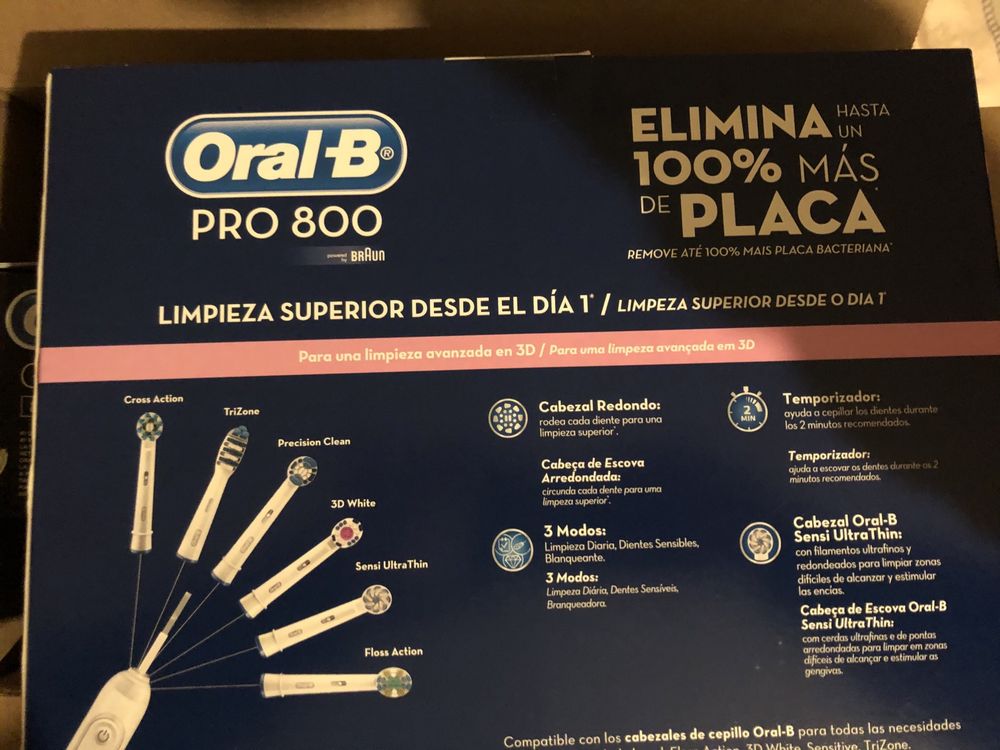 Oral-B®
PRO 800
powered by BRAUN
ELIMINA HASTA
UN
100% MÁS
DE PLACA*
REMOVE ATÉ 100% MAIS PLACA BACTERIANA*
LIMPIEZA SUPERIOR DESDE EL DÍA 1* / LIMPEZA SUPERIOR DESDE O DIA 1*
Para una limpieza avanzada en 3D / Para uma limpeza avançada em 3D
Cross Action
TriZone
Precision Clean
3D White
Sensi UltraThin
Floss Action
Cabezal Redondo:
rodea cada diente para una
limpieza superior*.
Cabeça de Escova
Arredondada:
circunda cada dente para uma
limpeza superior*.
3 Modos:
Limpieza Diaria, Dientes Sensibles,
Blanqueante.
3 Modos:
Limpeza Diária, Dentes Sensíveis,
Branqueadora.
2
MIN
Temporizador:
ayuda a cepillar los dientes durante
los 2 minutos recomendados.
Temporizador:
ajuda a escovar os dentes durante os 2
minutos recomendados.
Cabezal Oral-B
Sensi UltraThin:
con filamentos ultrafinos y
redondeados para limpiar zonas
difíciles de alcanzar y estimular
las encías.
Cabeça de Escova Oral-B
Sensi UltraThin:
com cerdas ultrafinas e de pontas
arredondadas para limpar em zonas
difíceis de alcançar e estimular as
gengivas.
Compatible con los cabezales de cepillo Oral-B para todas las necesidades
Floss Action, 3D White, Sensitive, TriZone.